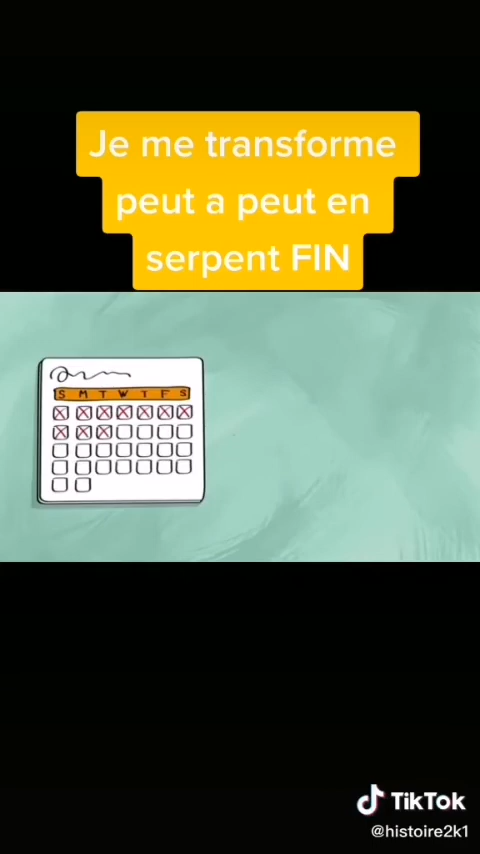 Je me transforme
peut a peut en
serpent FIN
S M T W T F S
TikTok
@histoire2k1